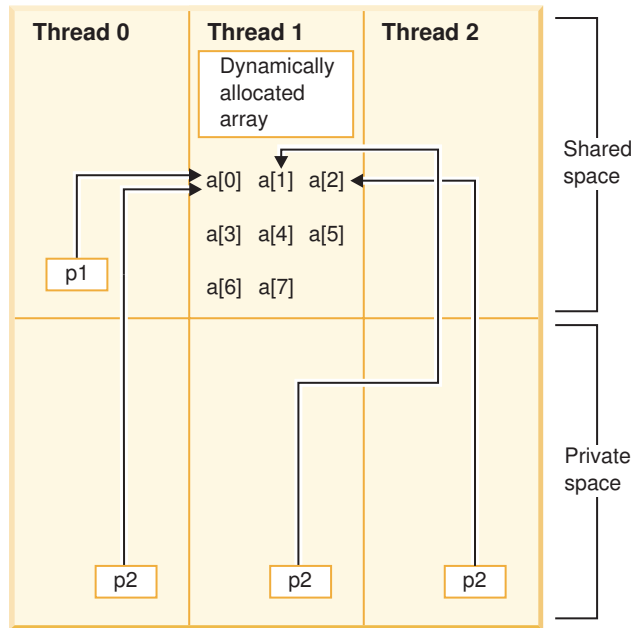 Thread 0
Thread 1
Thread 2
Dynamically
allocated
array
Shared
space
a[0] a[1] a[2]
a[3] a[4] a[5]
p1
a[6] a[7]
Private
space
p2
p2
p2